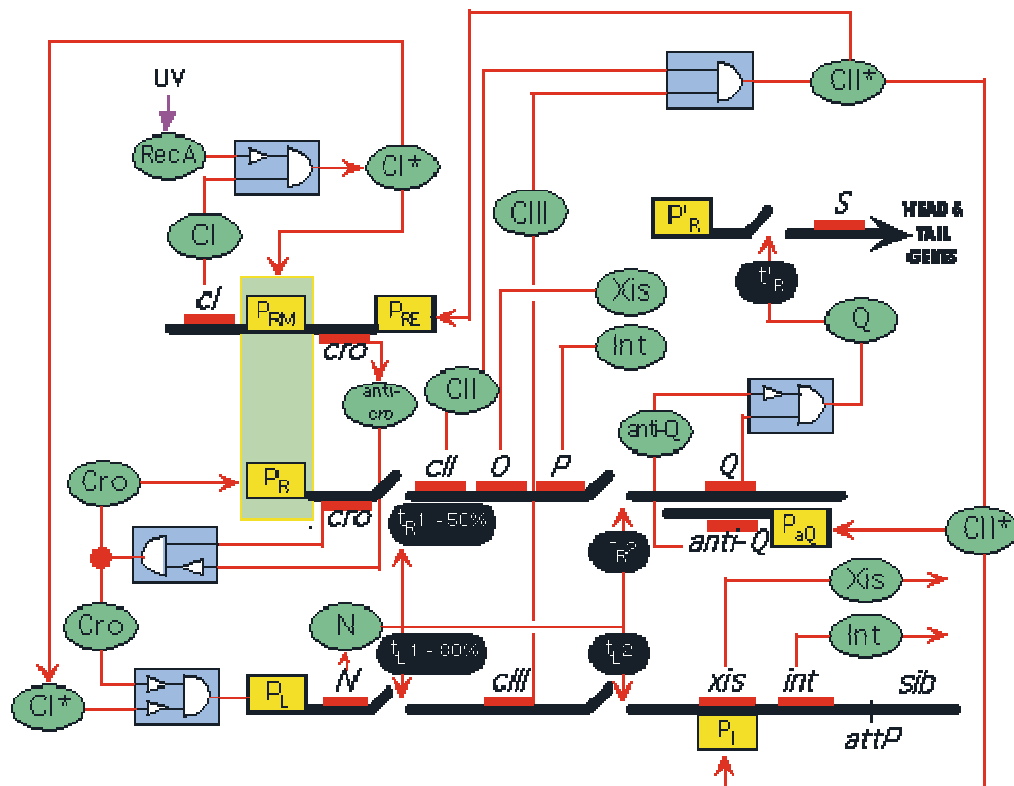 UV
CII*
RecA
CI*
CIII
S
P'R
HEAD &
TAIL
GENES
CI
t'R
Xis
cI
PRM
PRE
Q
cro
Int
anti-
cro
CII
anti-Q
cII
O
P
Q
Cro
PR
cro
tR1 - 50%
PaQ
CII*
anti-Q
Xis
Cro
N
Int
tL1 - 80%
tL2
N
cIII
xis
int
sib
CI*
PL
PI
attP